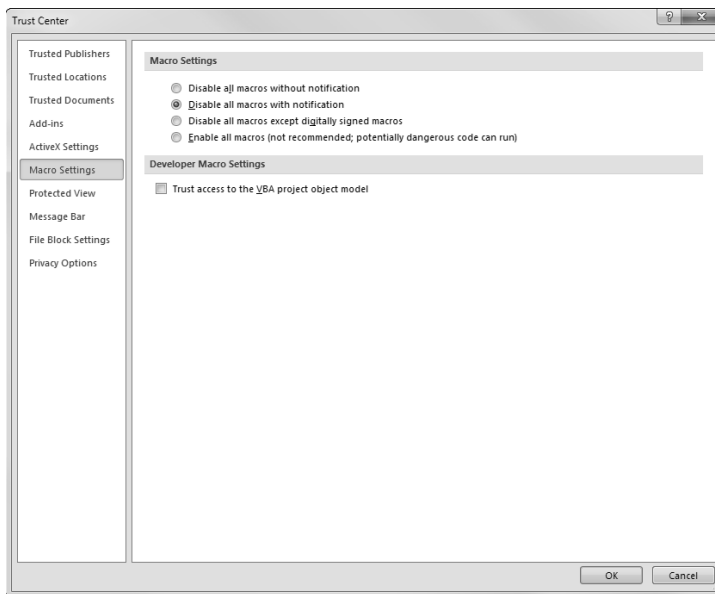 Trust Center
Trusted Publishers
Trusted Locations
Trusted Documents
Add-ins
ActiveX Settings
Macro Settings
Protected View
Message Bar
File Block Settings
Privacy Options
Macro Settings
Disable all macros without notification
Disable all macros with notification
Disable all macros except digitally signed macros
Enable all macros (not recommended; potentially dangerous code can run)
Developer Macro Settings
Trust access to the VBA project object model
OK
Cancel